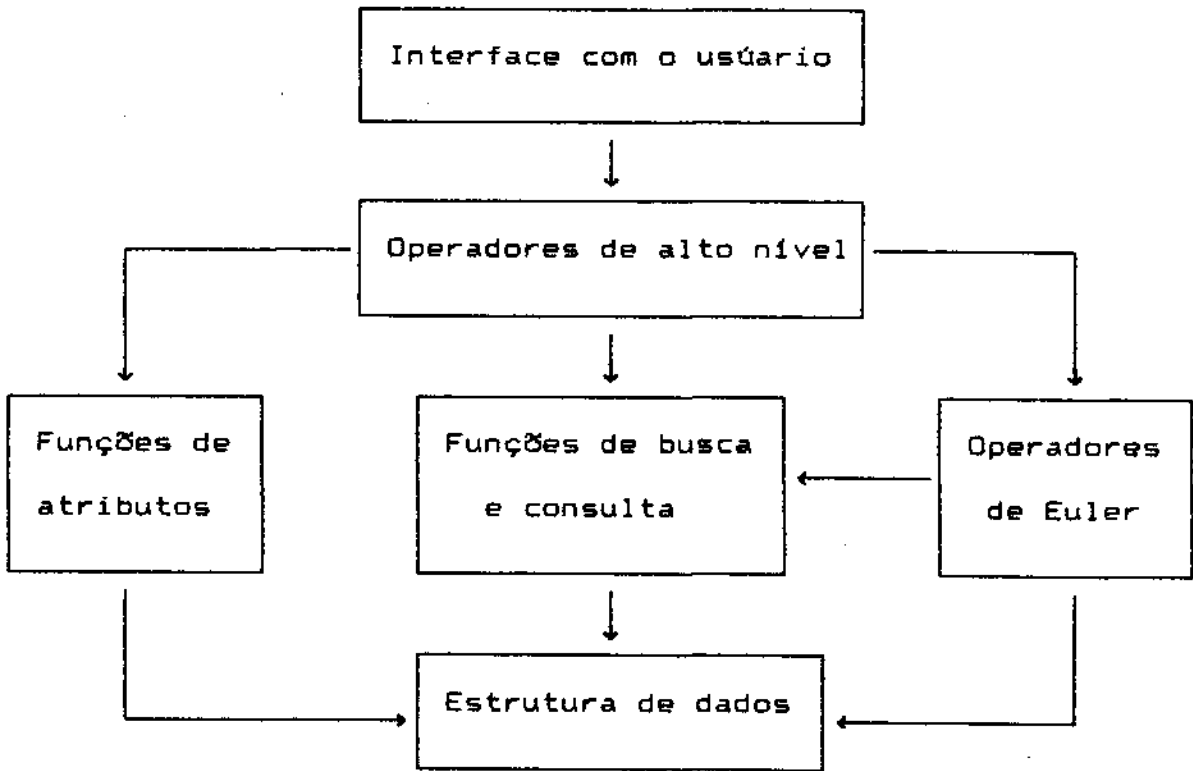 Interface com o usúario
Operadores de alto nível
Funções de
atributos
Funções de busca
e consulta
Operadores
de Euler
Estrutura de dados